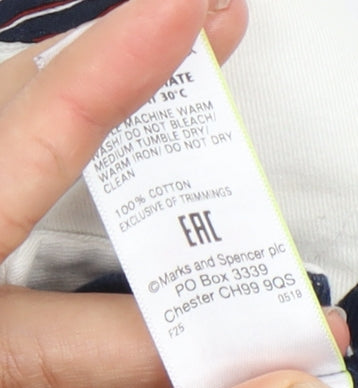 30°C
MACHINE WARM
WASH/ DO NOT BLEACH/
MEDIUM TUMBLE DRY/
WARM IRON/ DO NOT DRY
CLEAN
100% COTTON
EXCLUSIVE OF TRIMMINGS
EAC
©Marks and Spencer plc
PO Box 3339
Chester CH99 9QS
F25 0518